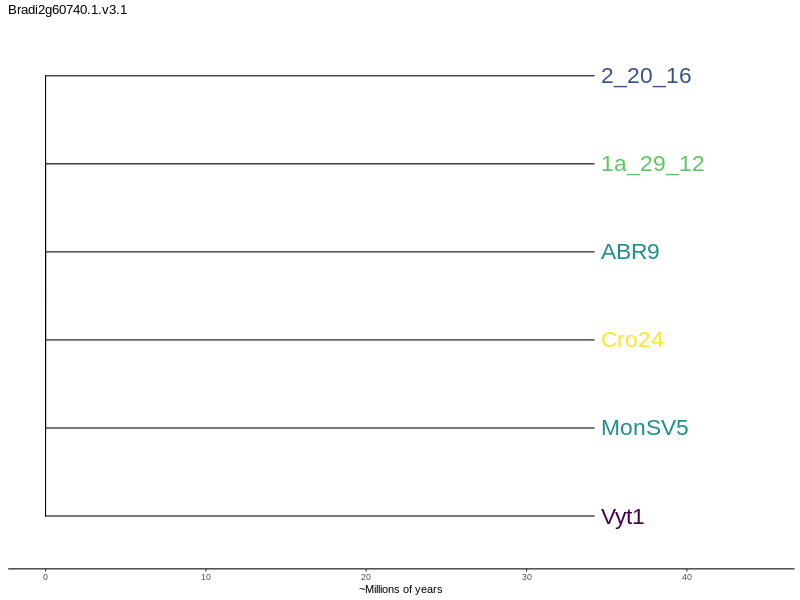 Bradi2g60740.1.v3.1
2_20_16
1a_29_12
ABR9
Cro24
MonSV5
Vyt1
0 10 20 30 40
~Millions of years